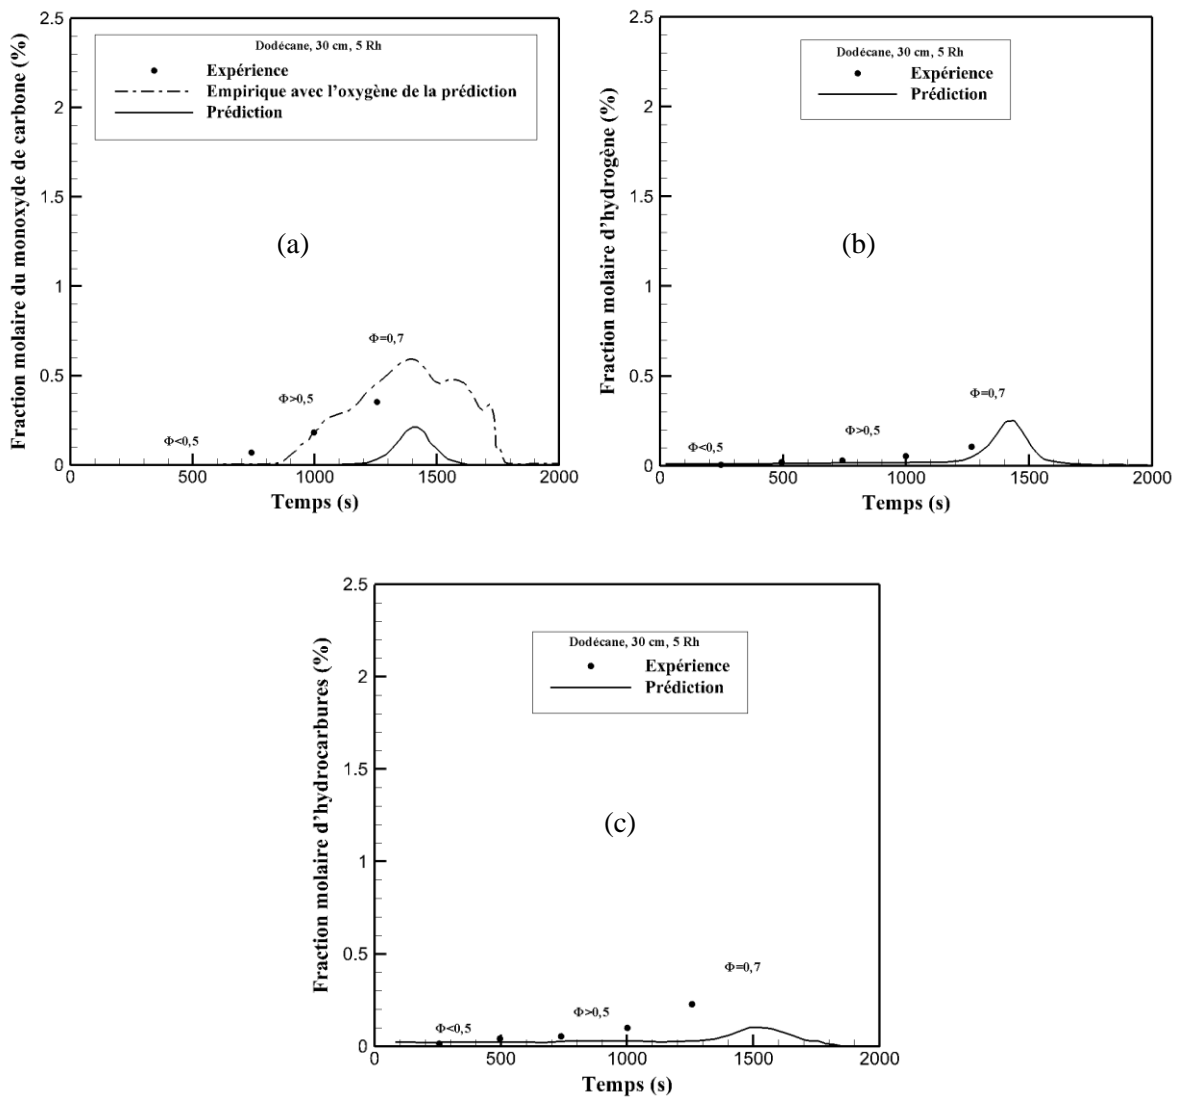 Fraction molaire du monoxyde de carbone (%)
2.5
2
1.5
1
0.5
0
Dodécane, 30 cm, 5 Rh
Expérience
Empirique avec l'oxygène de la prédiction
Prédiction
(a)
Φ=0,7
Φ>0,5
Φ<0,5
500
1000
1500
2000
Temps (s)
Fraction molaire d'hydrogène (%)
2.5
2
1.5
1
0.5
0
Dodécane, 30 cm, 5 Rh
Expérience
Prédiction
(b)
Φ=0,7
Φ>0,5
Φ<0,5
500
1000
1500
2000
Temps (s)
Fraction molaire d'hydrocarbures (%)
2.5
2
1.5
1
0.5
0
Dodécane, 30 cm, 5 Rh
Expérience
Prédiction
(c)
Φ=0,7
Φ>0,5
Φ<0,5
0
500
1000
1500
2000
Temps (s)